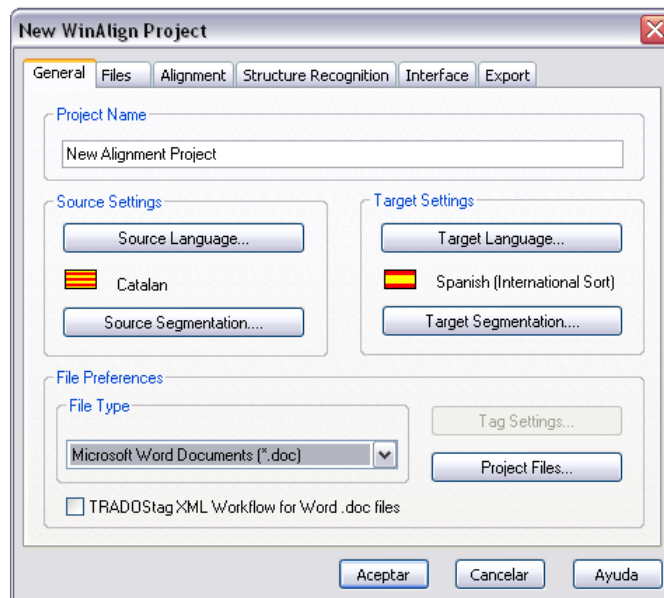 New WinAlign Project
General Files Alignment Structure Recognition Interface Export
Project Name
New Alignment Project
Source Settings Target Settings
Source Language... Target Language...
Catalan Spanish (International Sort)
Source Segmentation.... Target Segmentation....
File Preferences
File Type
Tag Settings...
Microsoft Word Documents (*.doc)
Project Files...
TRADOStag XML Workflow for Word .doc files
Aceptar Cancelar Ayuda